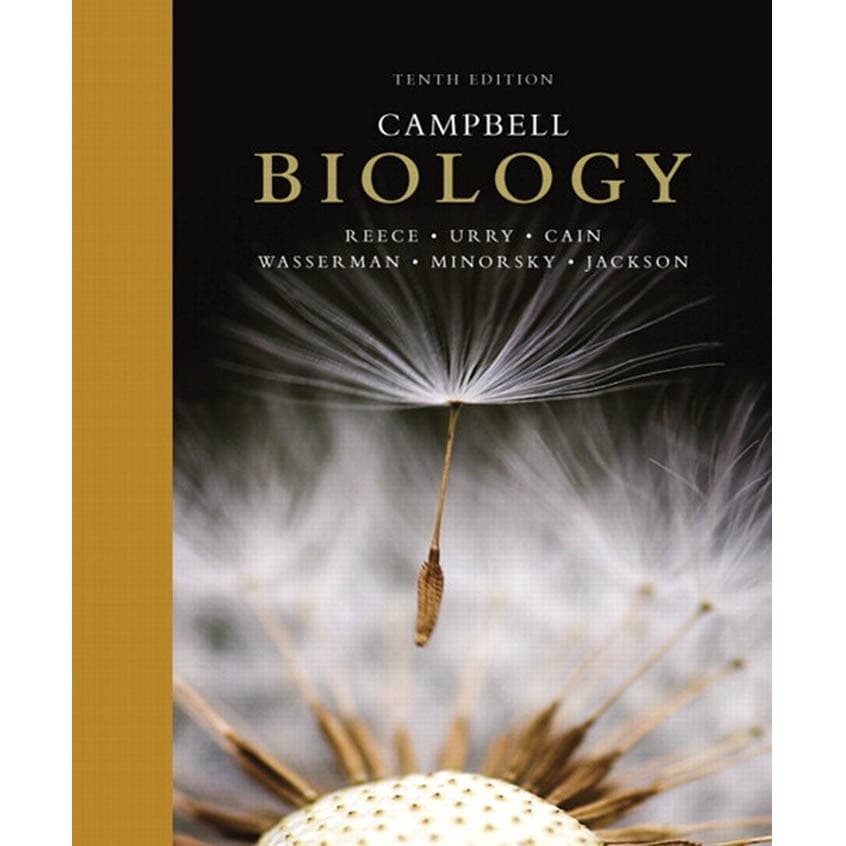 TENTH EDITION
CAMPBELL
BIOLOGY
REECE • URRY • CAIN
WASSERMAN • MINORSKY • JACKSON